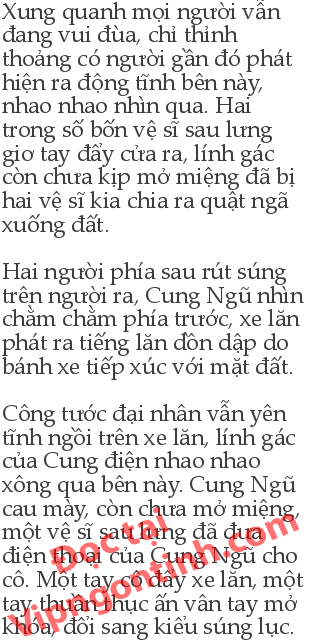 Xung quanh mọi người vẫn
đang vui đùa, chỉ thỉnh
thoảng có người gần đó phát
hiện ra động tĩnh bên này,
nhao nhao nhìn qua. Hai
trong số bốn vệ sĩ sau lưng
giơ tay đẩy cửa ra, lính gác
còn chưa kịp mở miệng đã bị
hai vệ sĩ kia chia ra quật ngã
xuống đất.
Hai người phía sau rút súng
trên người ra, Cung Ngũ nhìn
chằm chằm phía trước, xe lăn
phát ra tiếng lăn dồn dập do
bánh xe tiếp xúc với mặt đất.
Công tước đại nhân vẫn yên
tĩnh ngồi trên xe lăn, lính gác
của Cung điện nhao nhao
xông qua bên này. Cung Ngũ
cau mày, còn chưa mở miệng,
một vệ sĩ sau lưng đã đưa
điện thoại của Cung Ngũ cho
cô. Một tay cô đẩy xe lăn, một
tay thuần thục ấn vân tay mở
khóa, đổi sang kiểu súng lục.
Đọc tại
Vipngontinh.com